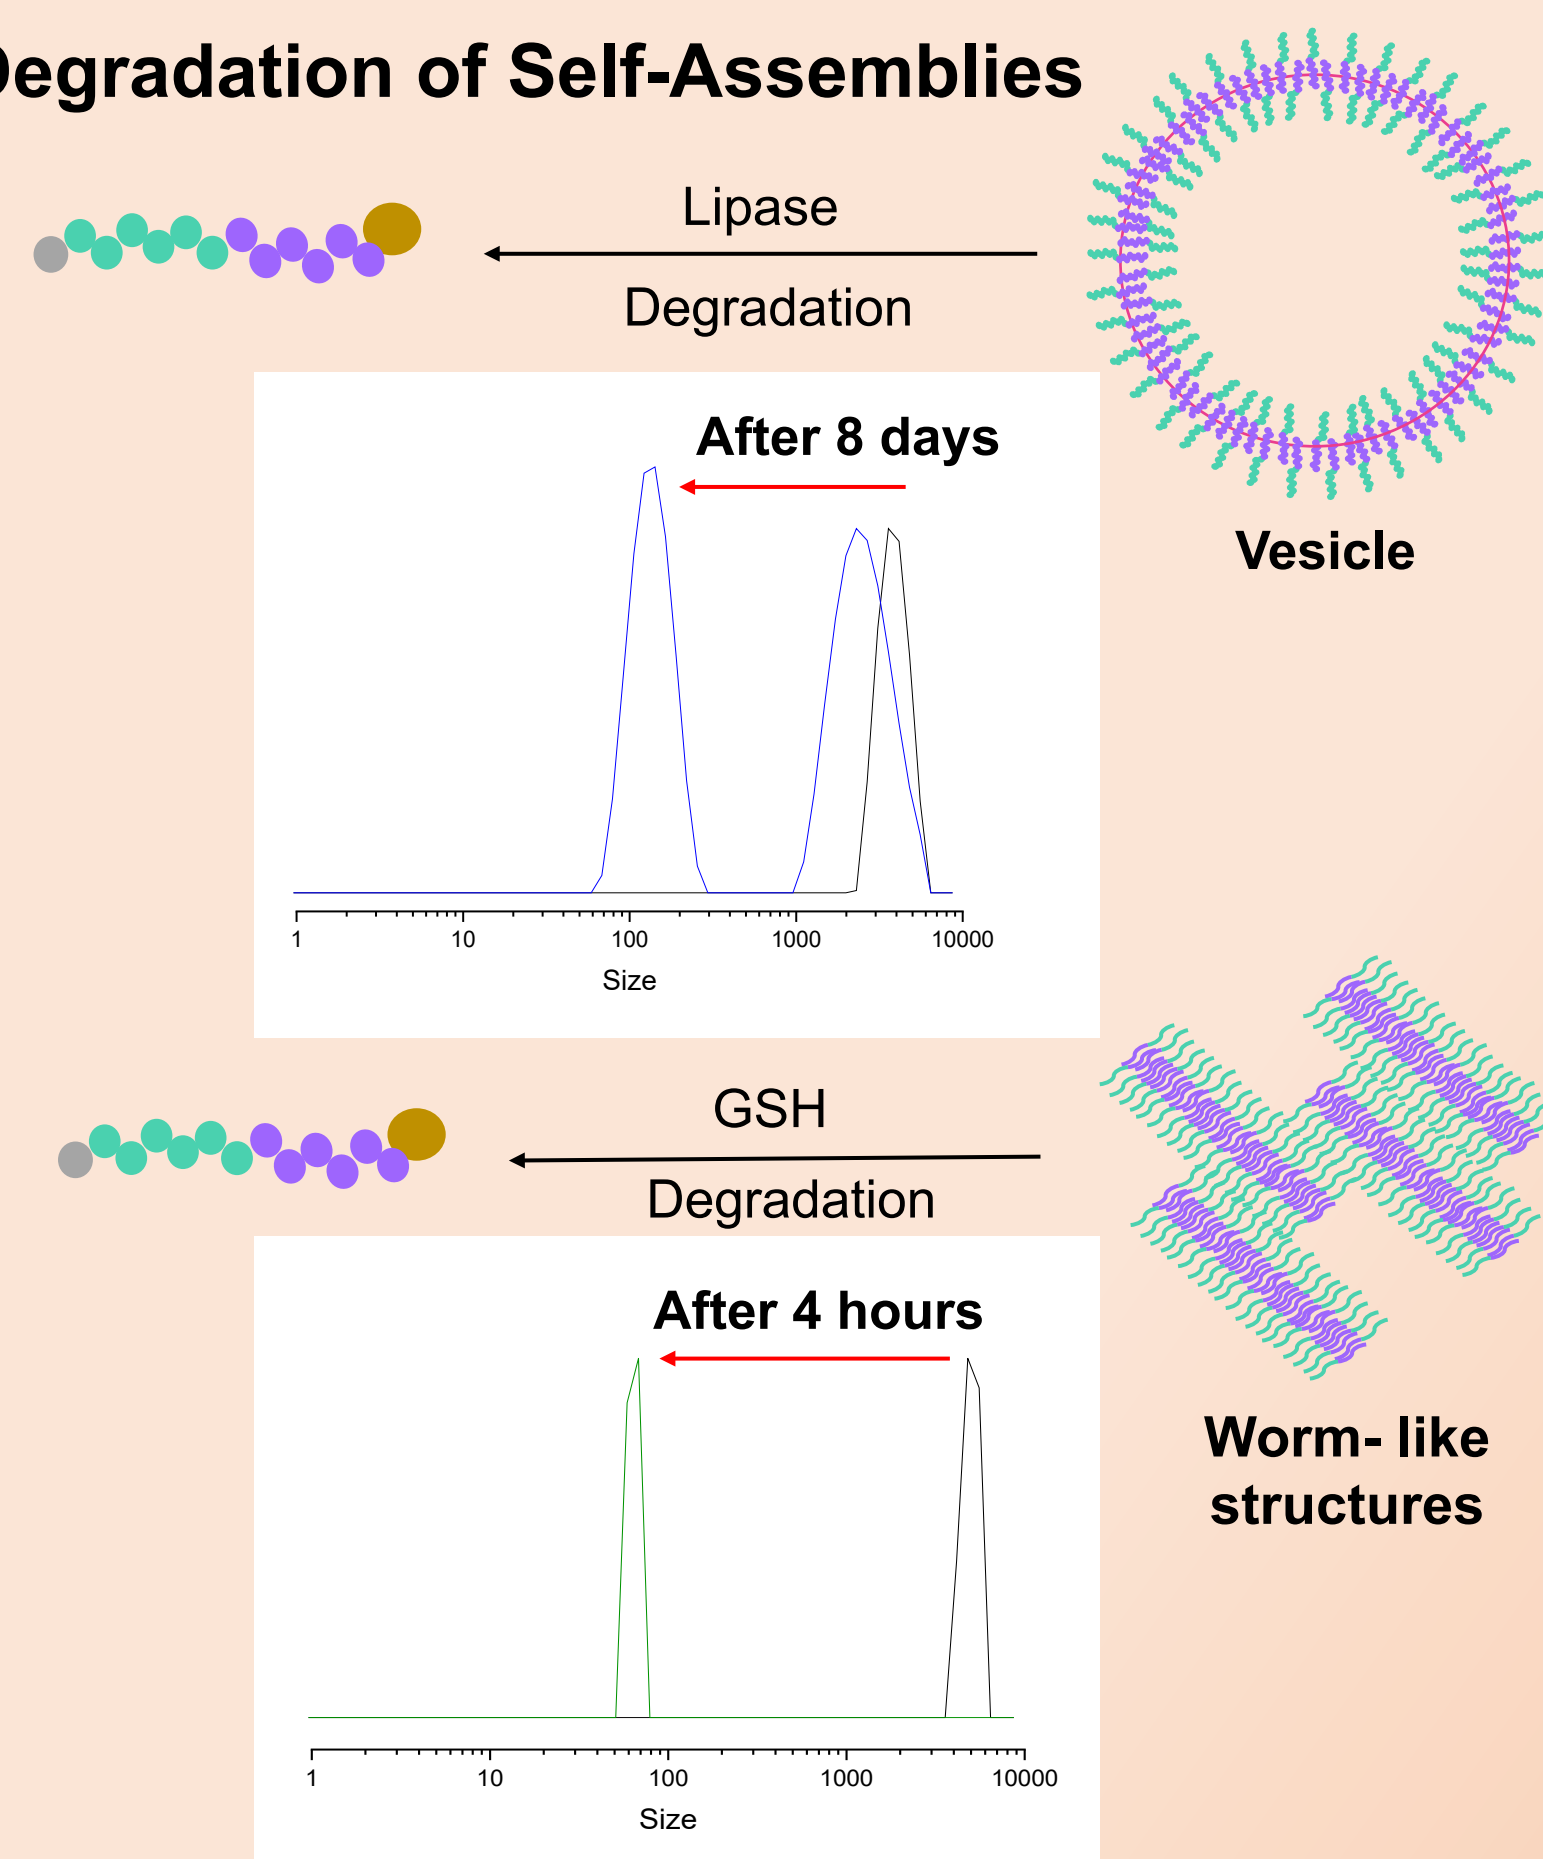 Degradation of Self-Assemblies
Lipase
Degradation
After 8 days
Vesicle
1 10 100 1000 10000
Size
GSH
Degradation
After 4 hours
Worm- like
structures
1 10 100 1000 10000
Size